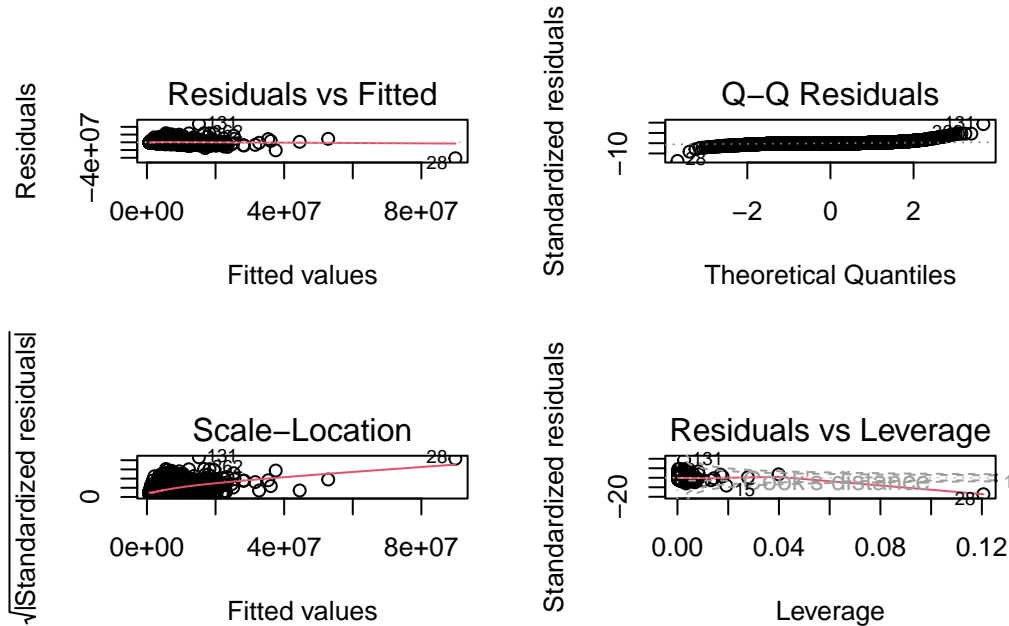 Residuals vs Fitted
Residuals
−4e+07
131
28
0e+00 4e+07 8e+07
Fitted values
Q−Q Residuals
Standardized residuals
−10
131
28
−2 0 2
Theoretical Quantiles
Scale−Location
√|Standardized residuals|
0
131
28
0e+00 4e+07 8e+07
Fitted values
Residuals vs Leverage
Standardized residuals
−20
131
15
Cook's distance
28
1
0.00 0.04 0.08 0.12
Leverage